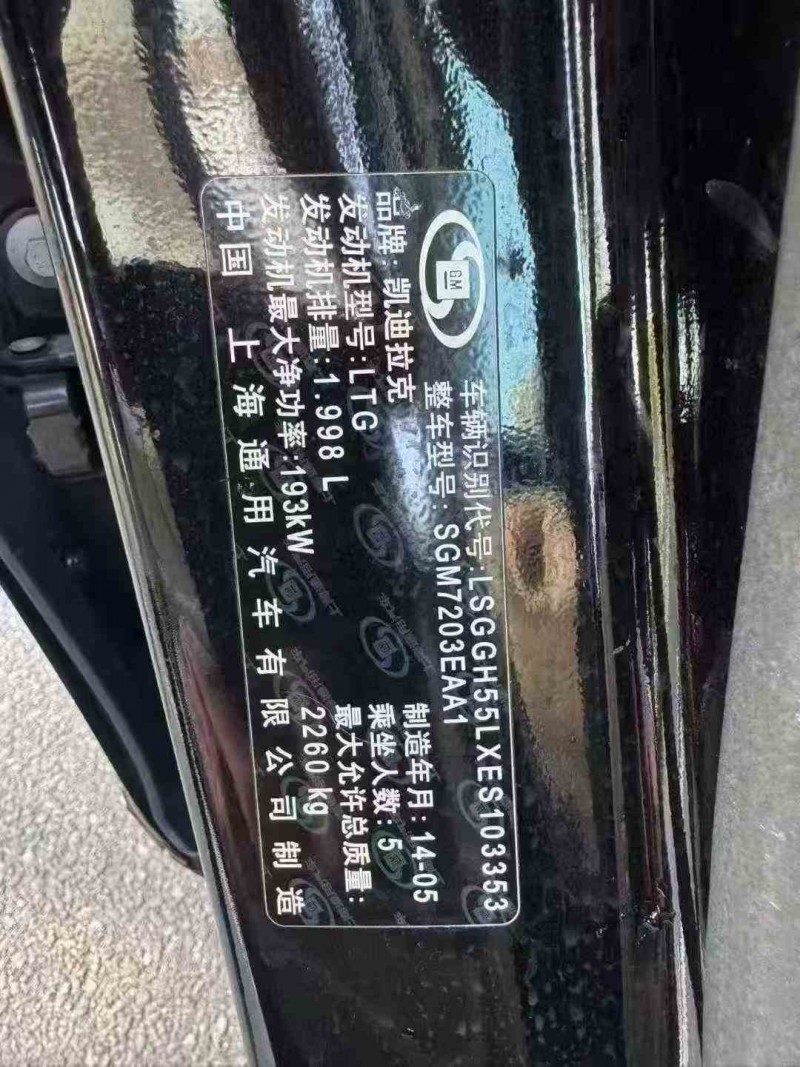 GM
车辆识别代号:LSGGH55LXES103353
整车型号:SGM7203EAA1
品牌:凯迪拉克
制造年月:14-05
发动机型号:LTG
乘坐人数:5
发动机排量:1.998 L
最大允许总质量:
发动机最大净功率:193kW
2260 kg
中国 上海通用汽车有限公司制造